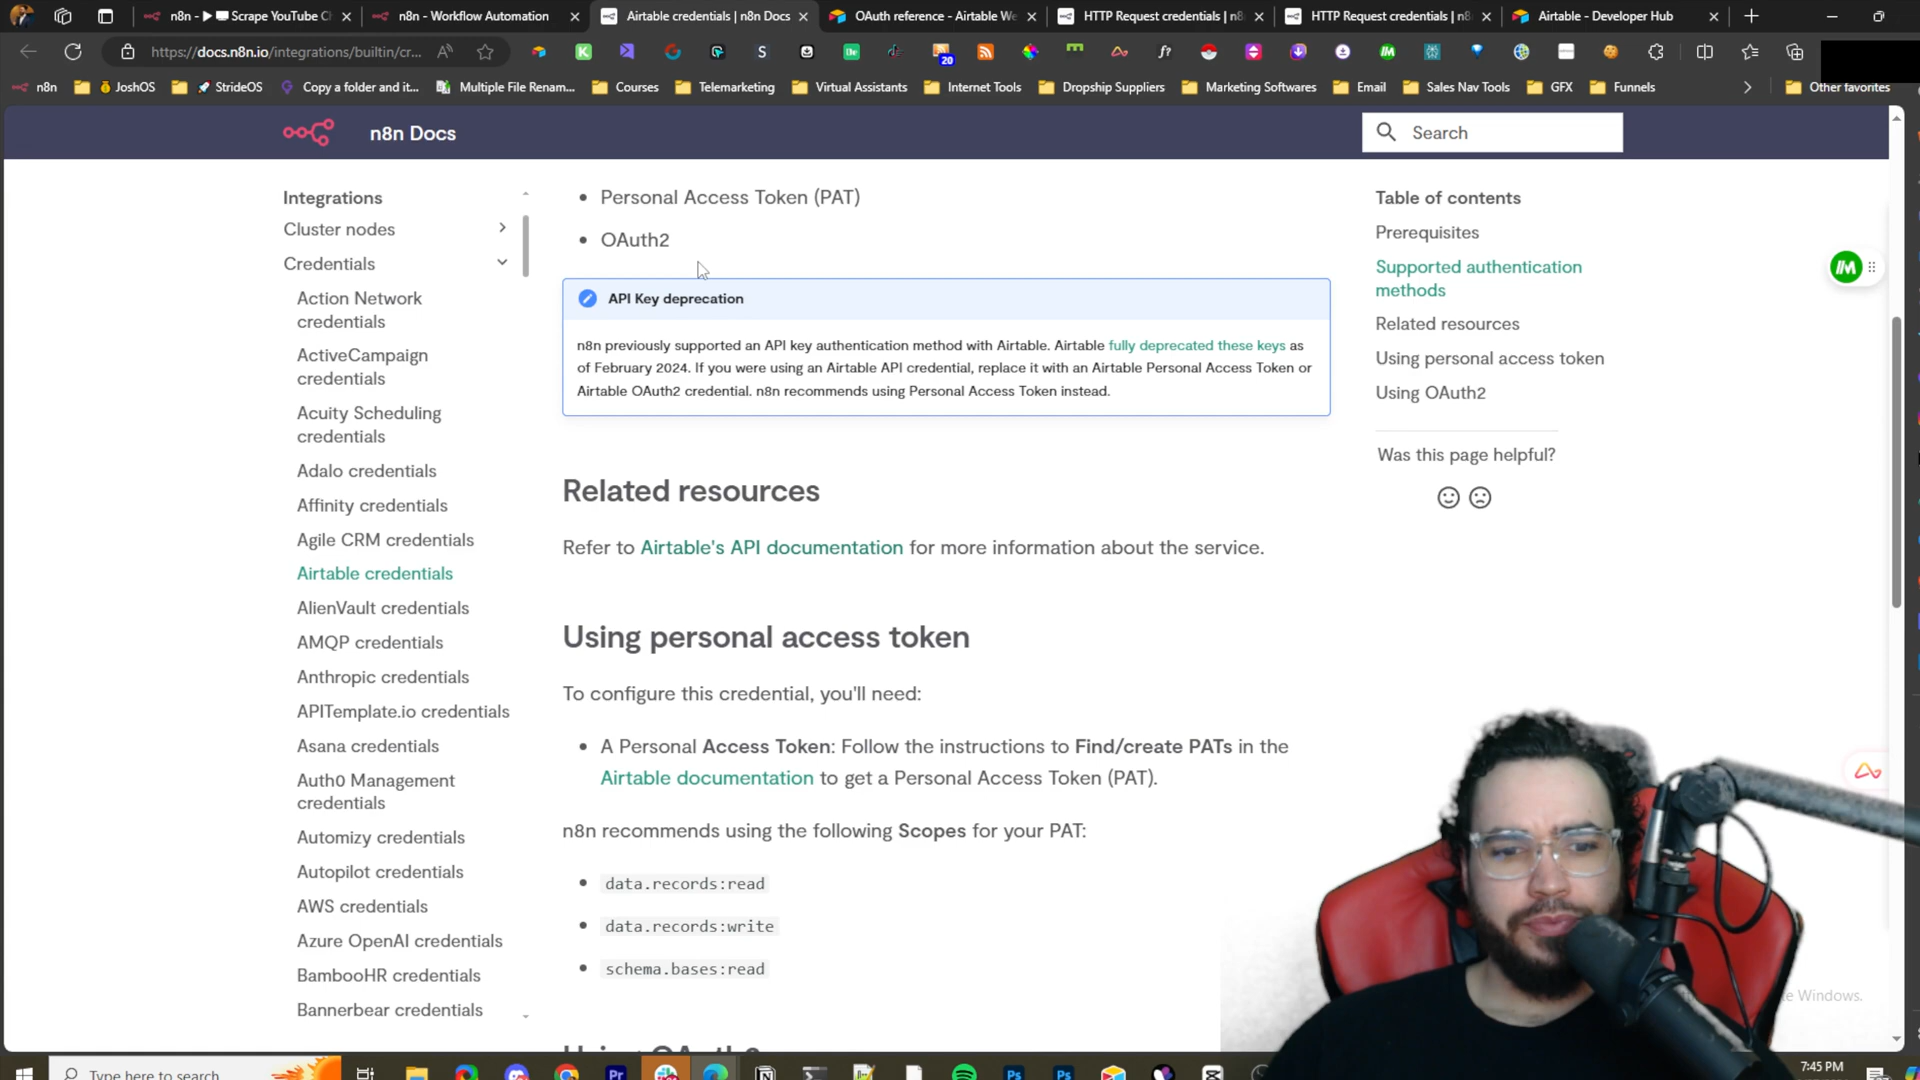 n8n - ▶ Scrape YouTube C
n8n - Workflow Automation
Airtable credentials | n8n Docs
OAuth reference - Airtable We
HTTP Request credentials | n8
HTTP Request credentials | n8
Airtable - Developer Hub
https://docs.n8n.io/integrations/builtin/cr...
20
n8n
JoshOS
StrideOS
Copy a folder and it...
Multiple File Renam...
Courses
Telemarketing
Virtual Assistants
Internet Tools
Dropship Suppliers
Marketing Softwares
Email
Sales Nav Tools
GFX
Funnels
Other favorites
n8n Docs
Search
Integrations
Cluster nodes
Credentials
Action Network
credentials
ActiveCampaign
credentials
Acuity Scheduling
credentials
Adalo credentials
Affinity credentials
Agile CRM credentials
Airtable credentials
AlienVault credentials
AMQP credentials
Anthropic credentials
APITemplate.io credentials
Asana credentials
Auth0 Management
credentials
Automizy credentials
Autopilot credentials
AWS credentials
Azure OpenAI credentials
BambooHR credentials
Bannerbear credentials
• Personal Access Token (PAT)
• OAuth2
API Key deprecation
n8n previously supported an API key authentication method with Airtable. Airtable fully deprecated these keys as
of February 2024. If you were using an Airtable API credential, replace it with an Airtable Personal Access Token or
Airtable OAuth2 credential. n8n recommends using Personal Access Token instead.
Related resources
Refer to Airtable's API documentation for more information about the service.
Using personal access token
To configure this credential, you'll need:
• A Personal Access Token: Follow the instructions to Find/create PATs in the
Airtable documentation to get a Personal Access Token (PAT).
n8n recommends using the following Scopes for your PAT:
• data.records:read
• data.records:write
• schema.bases:read
Using OAuth2
Table of contents
Prerequisites
Supported authentication
methods
Related resources
Using personal access token
Using OAuth2
Was this page helpful?
Windows.
Type here to search
Pr
Ps
Ps
7:45 PM